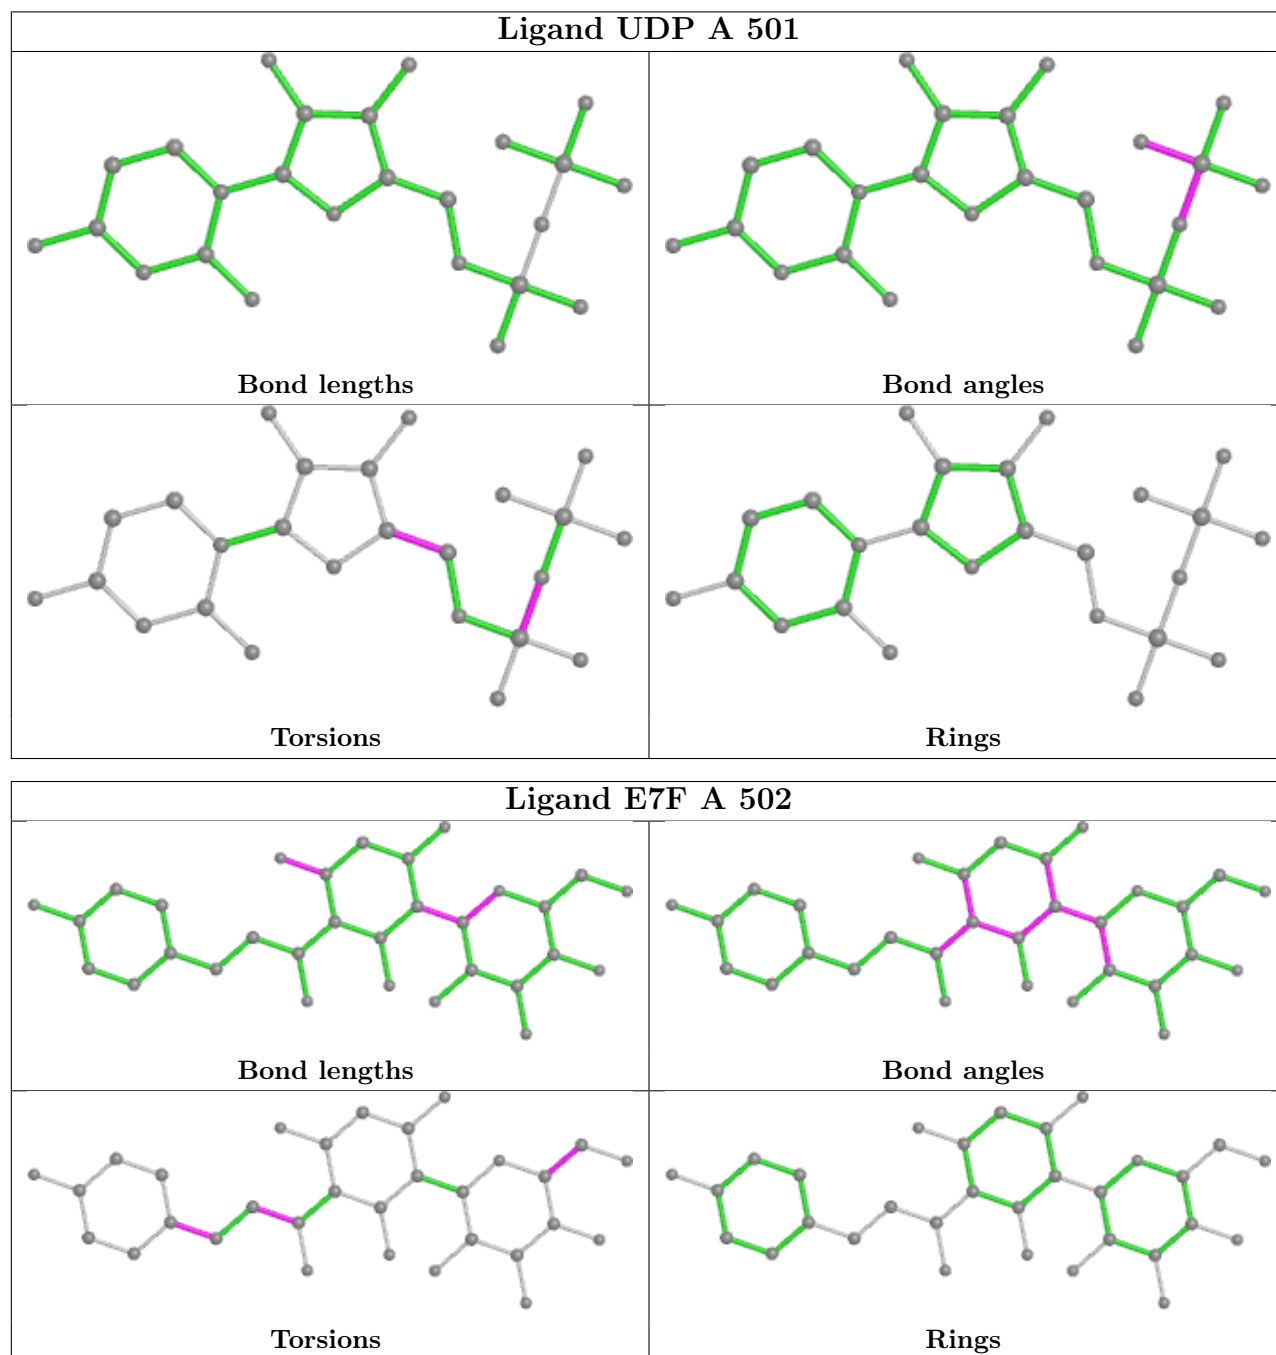 Ligand UDP A 501
Bond lengths
Bond angles
Torsions
Rings
Ligand E7F A 502
Bond lengths
Bond angles
Torsions
Rings